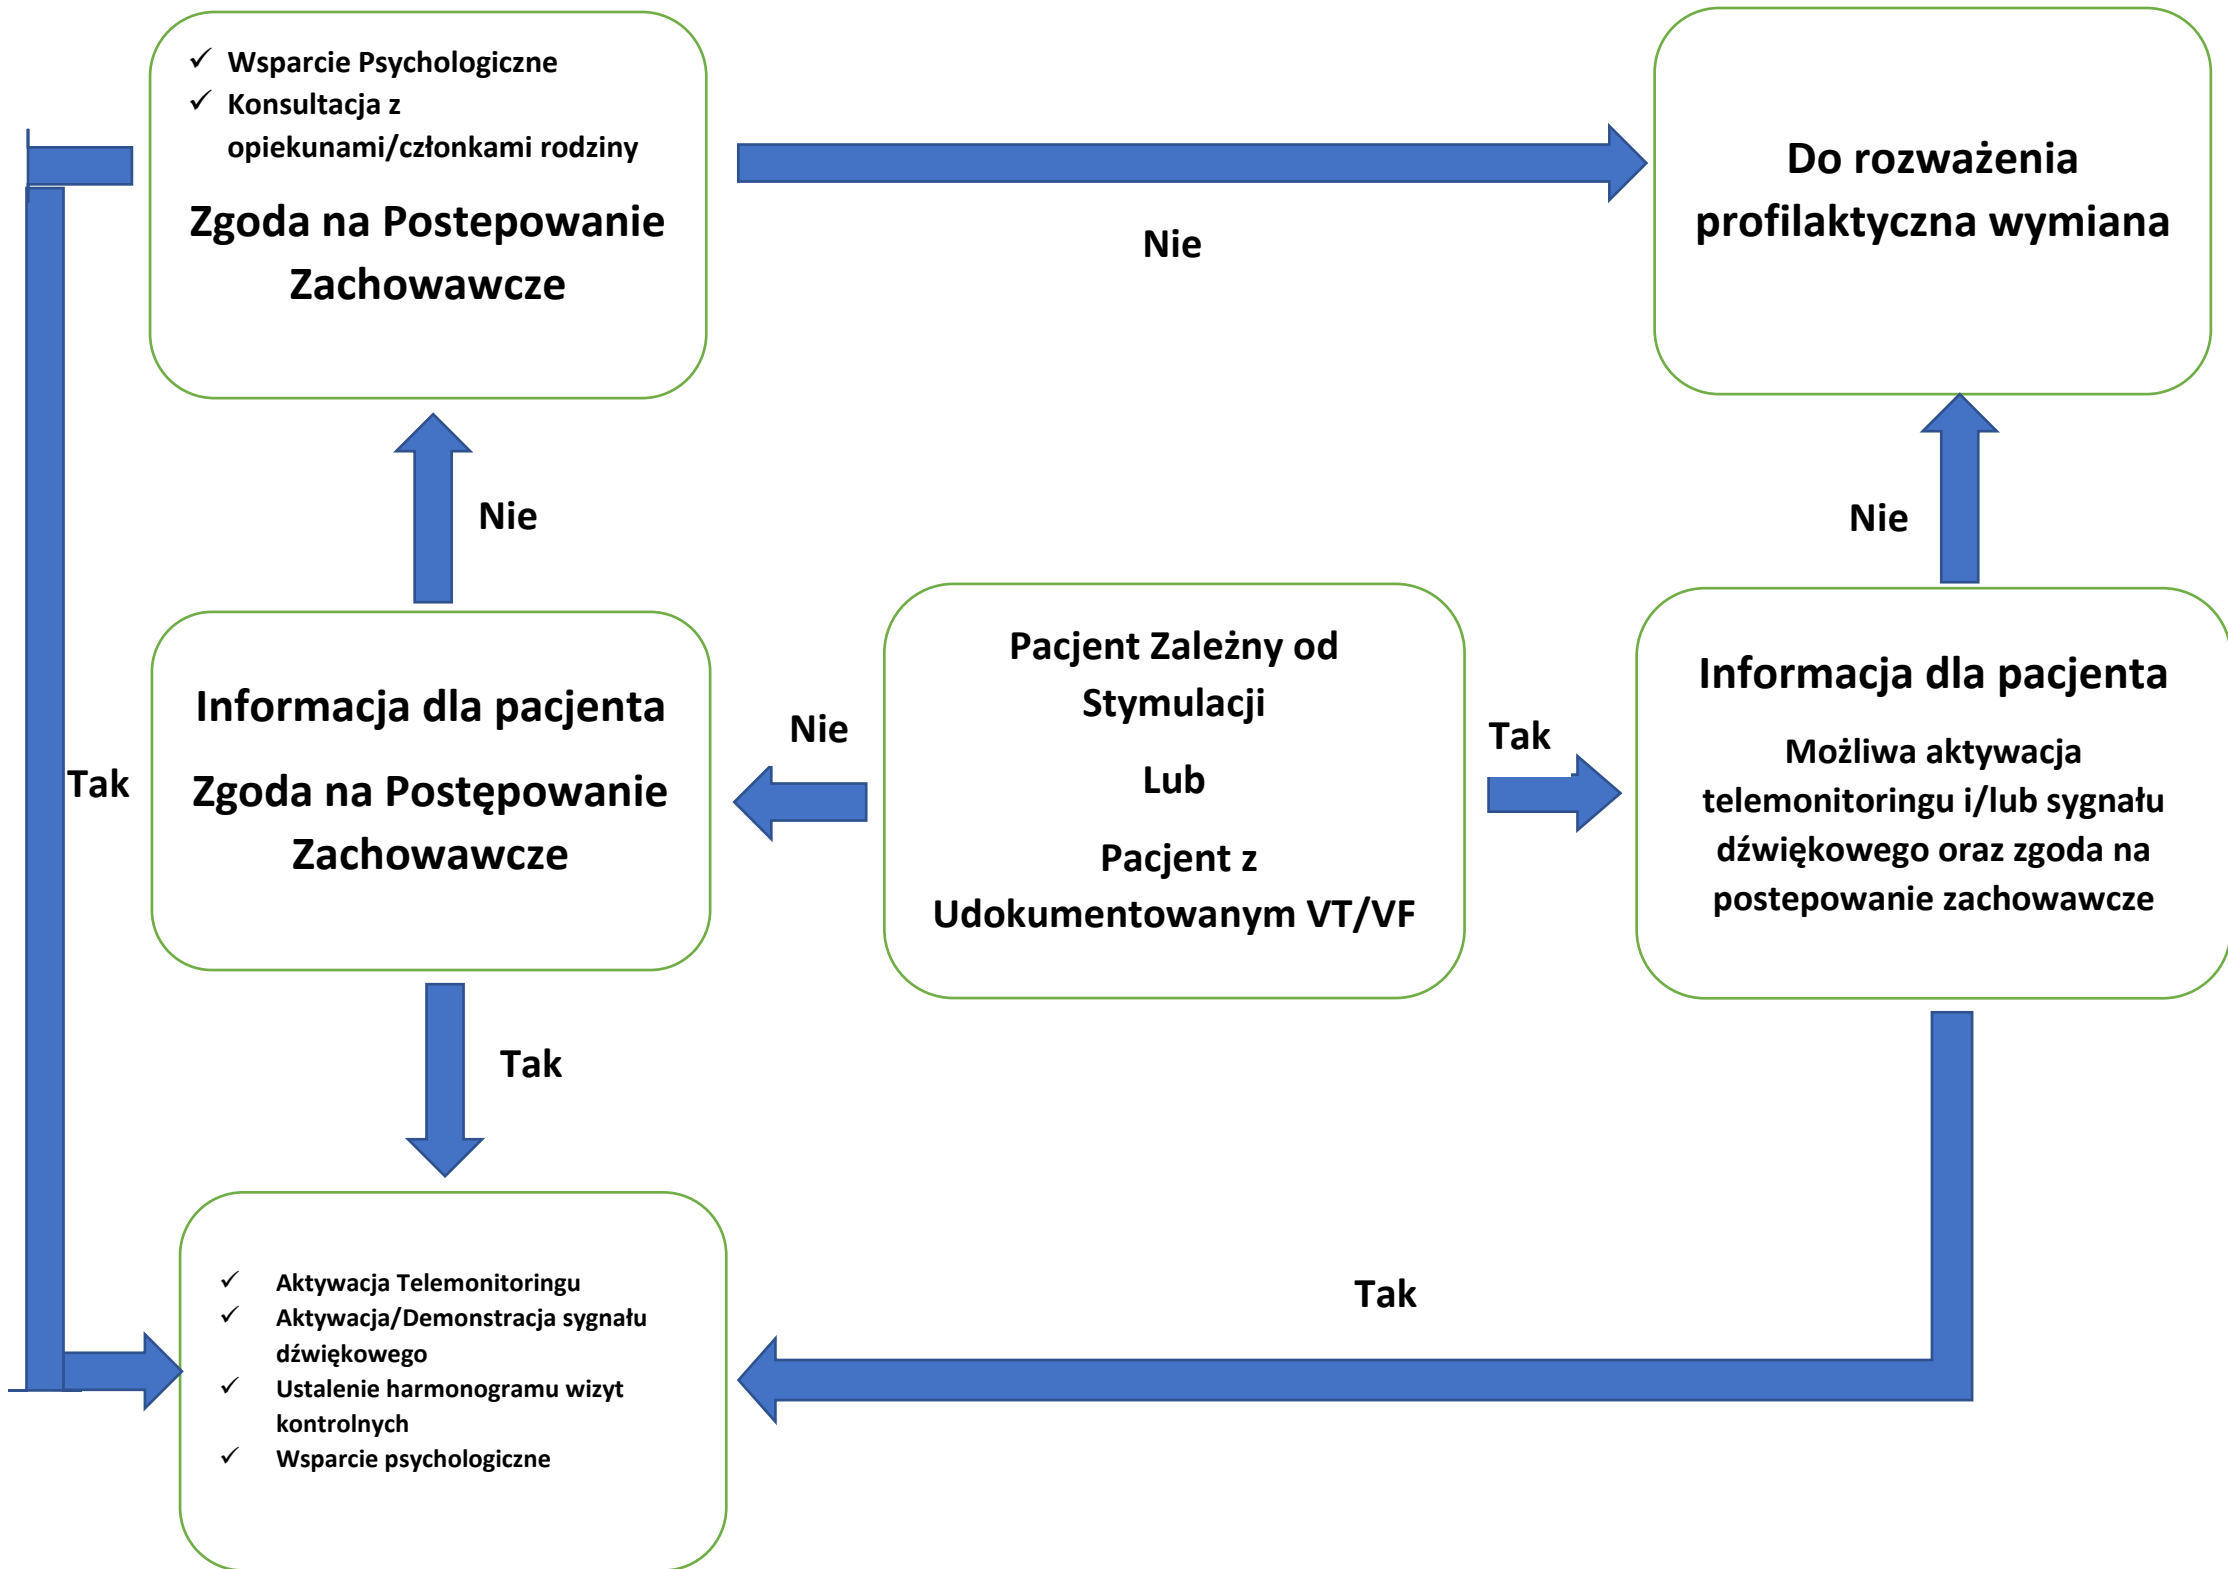 ✓ Wsparcie Psychologiczne
✓ Konsultacja z
opiekunami/członkami rodziny
Zgoda na Postepowanie
Zachowawcze
Nie
Do rozważenia
profilaktyczna wymiana
Nie
Nie
Tak
Informacja dla pacjenta
Zgoda na Postępowanie
Zachowawcze
Nie
Pacjent Zależny od
Stymulacji
Lub
Pacjent z
Udokumentowanym VT/VF
Tak
Informacja dla pacjenta
Możliwa aktywacja
telemonitoringu i/lub sygnału
dźwiękowego oraz zgoda na
postepowanie zachowawcze
Tak
✓ Aktywacja Telemonitoringu
✓ Aktywacja/Demonstracja sygnału
dźwiękowego
✓ Ustalenie harmonogramu wizyt
kontrolnych
✓ Wsparcie psychologiczne
Tak